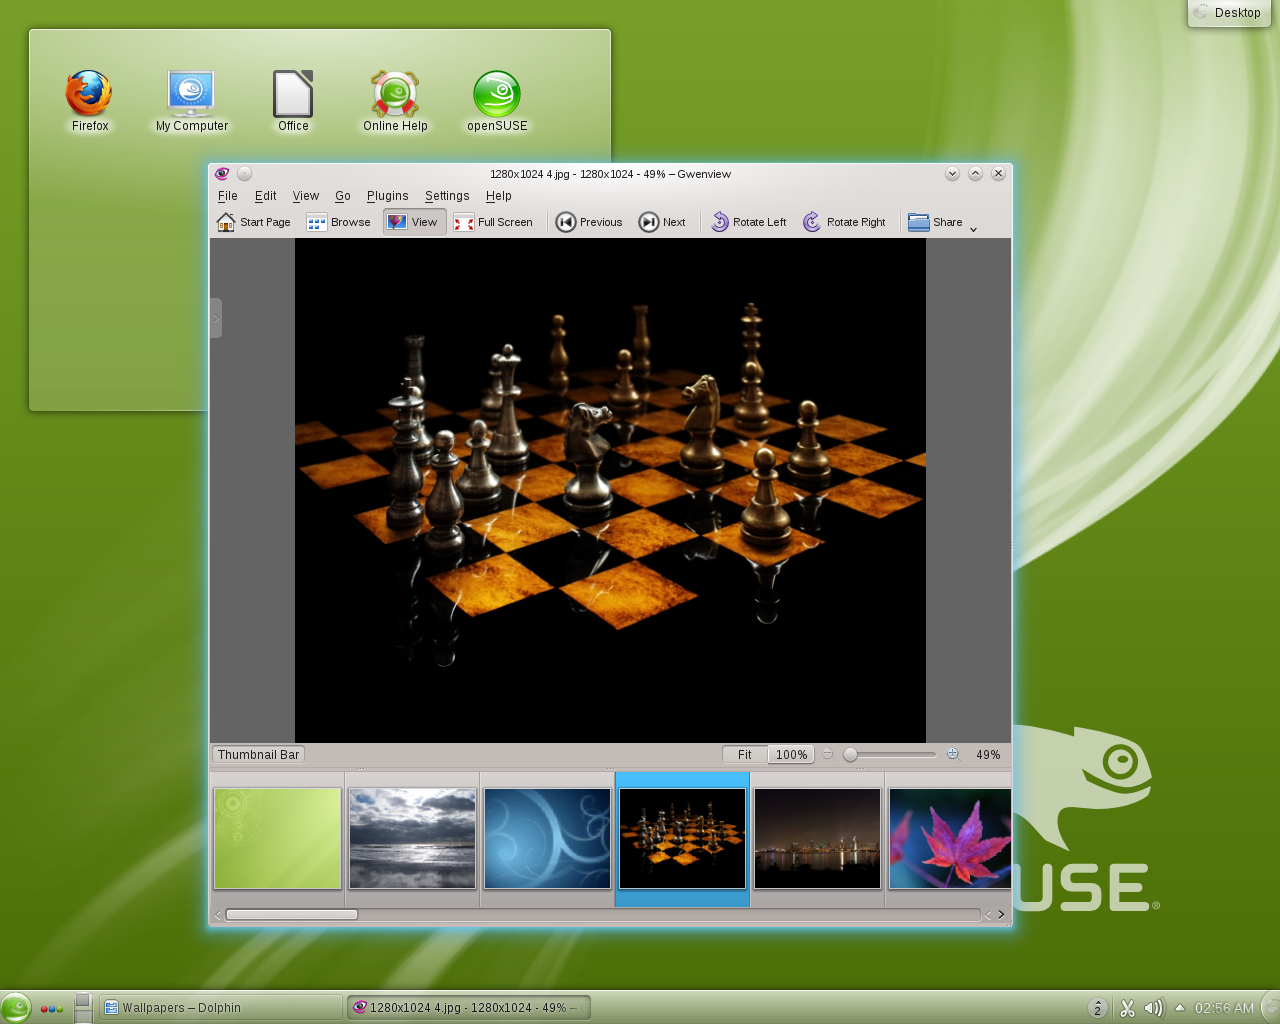 Desktop
Firefox
My Computer
Office
Online Help
openSUSE
1280x1024 4.jpg - 1280x1024 - 49% – Gwenview
File Edit View Go Plugins Settings Help
Start Page Browse View Full Screen Previous Next Rotate Left Rotate Right Share
Thumbnail Bar Fit 100% 49%
USE®
Wallpapers – Dolphin 1280x1024 4.jpg - 1280x1024 - 49% – 2 02:56 AM